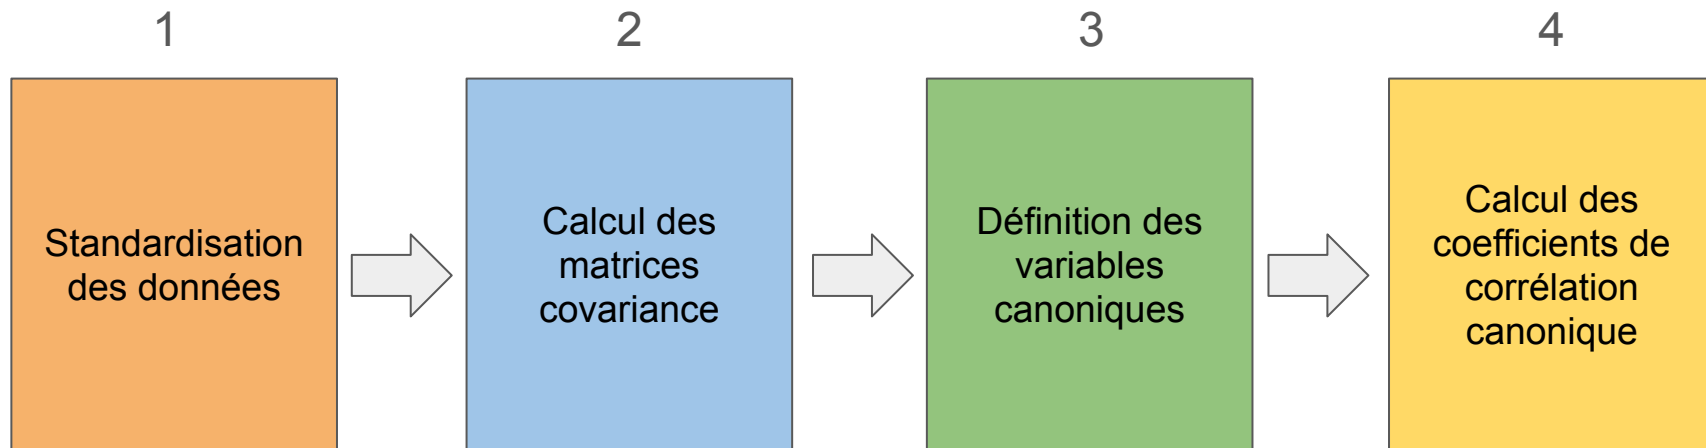 1
2
3
4
Standardisation
des données
Calcul des
matrices
covariance
Définition des
variables
canoniques
Calcul des
coefficients de
corrélation
canonique